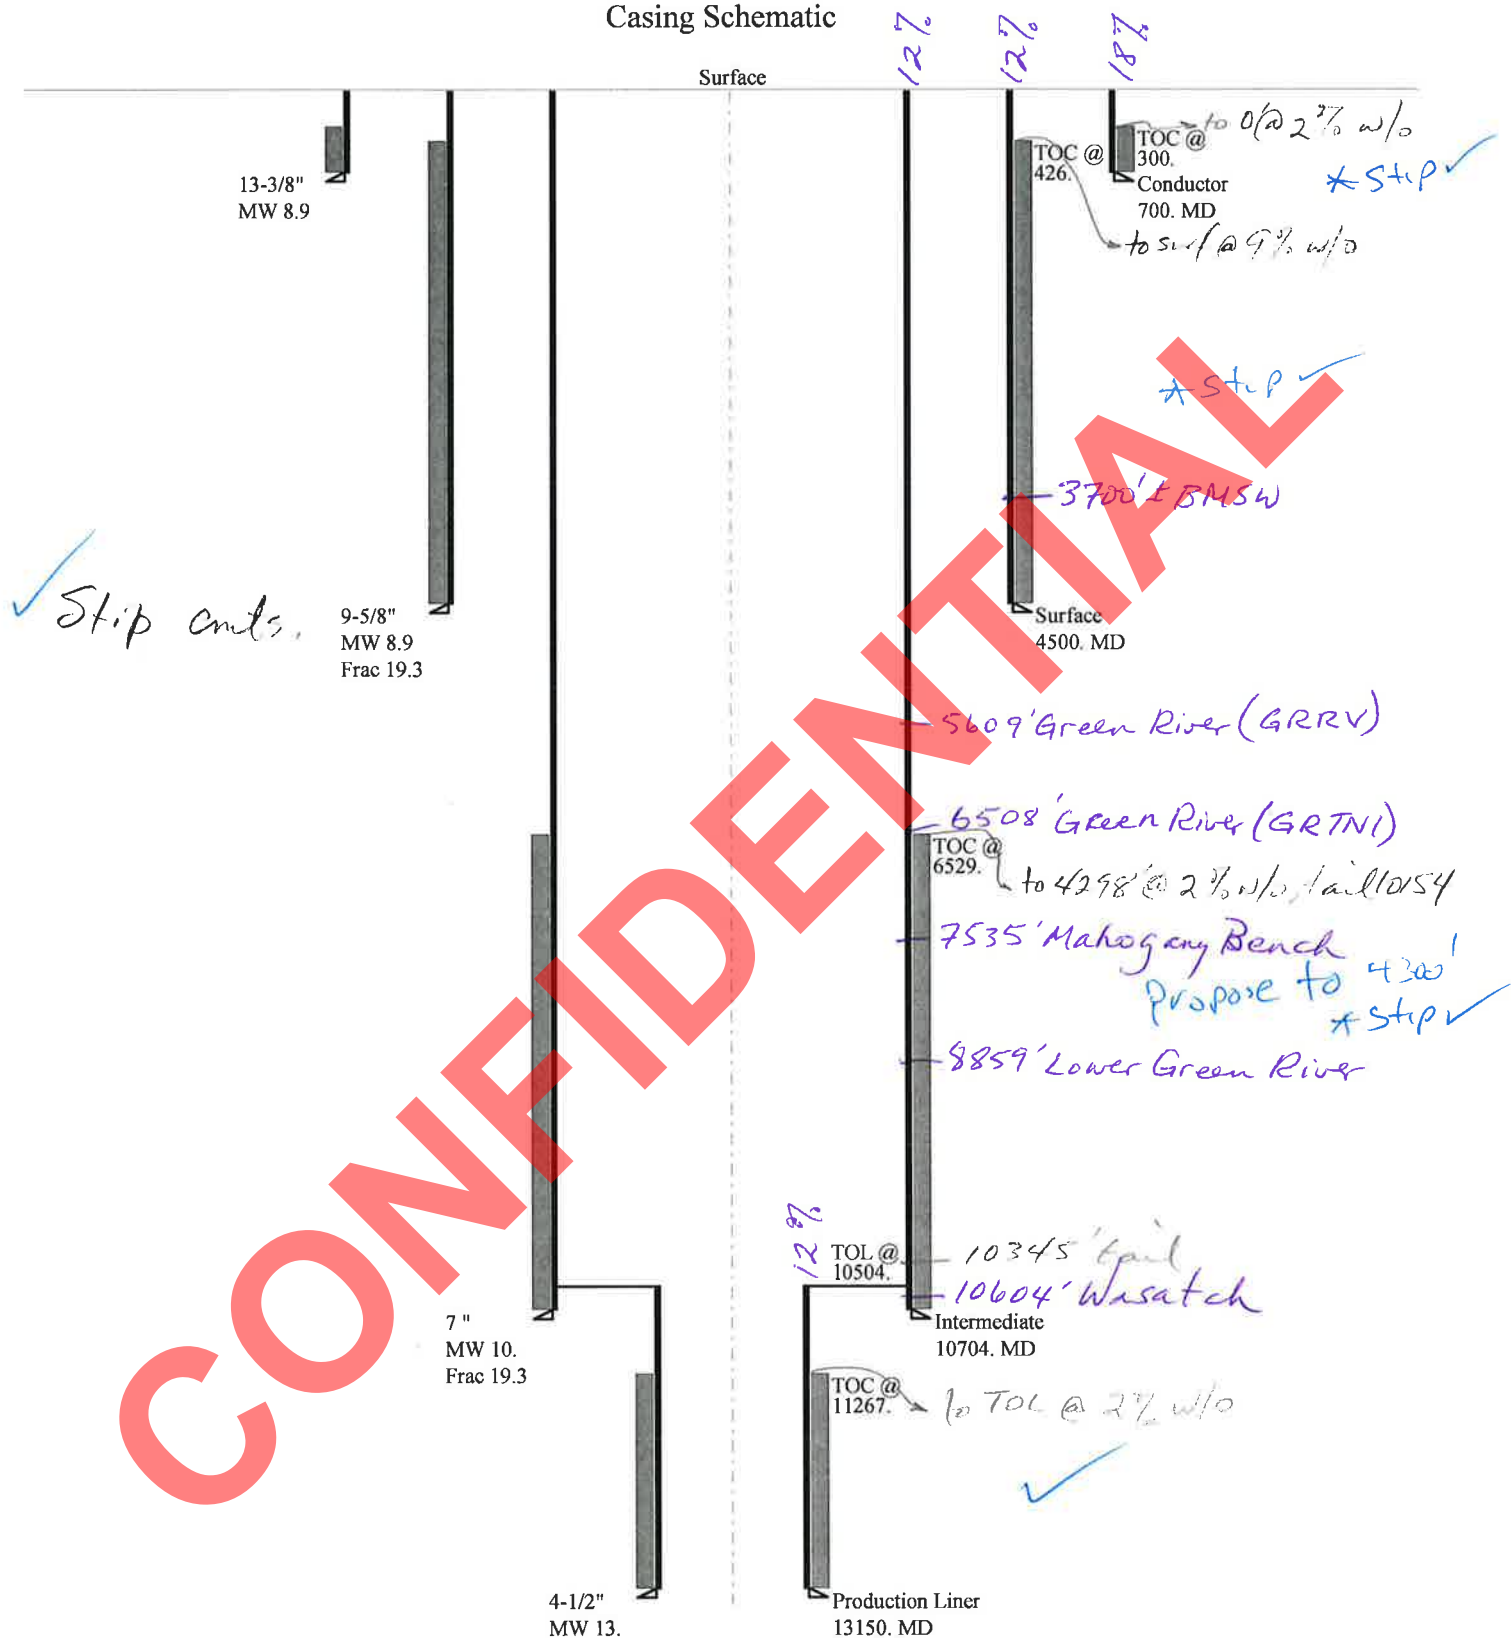 Casing Schematic
12%
12%
18%
Surface
to 0' @ 2% w/o
TOC @
300.
TOC @
426.
* Stip ✓
13-3/8"
MW 8.9
Conductor
700. MD
to surf @ 9% w/o
* Stip ✓
3700' ± BMSW
✓ Stip cmts.
9-5/8"
MW 8.9
Frac 19.3
Surface
4500. MD
5609' Green River (GRRV)
6508' Green River (GRTN1)
TOC @
6529.
to 4298' @ 2% w/o, tail 10154
7535' Mahogany Bench
propose to 4300'
* Stip ✓
8859' Lower Green River
12%
TOL @
10504.
10345' tail
10604' Wasatch
7 "
MW 10.
Frac 19.3
Intermediate
10704. MD
TOC @
11267.
to TOL @ 2% w/o
✓
4-1/2"
MW 13.
Production Liner
13150. MD
CONFIDENTIAL